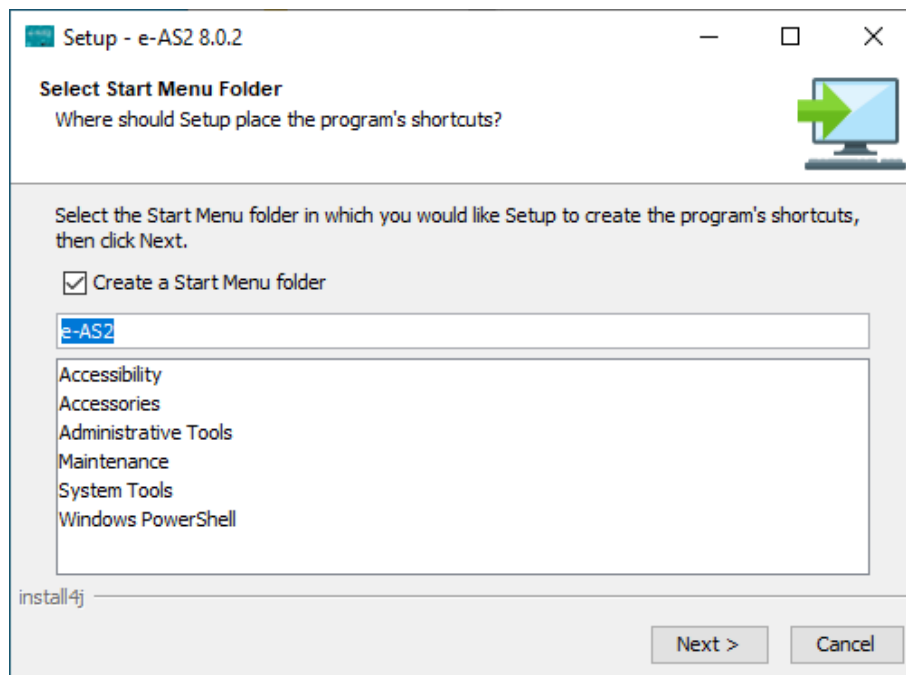 Setup - e-AS2 8.0.2
Select Start Menu Folder
Where should Setup place the program's shortcuts?
Select the Start Menu folder in which you would like Setup to create the program's shortcuts,
then click Next.
Create a Start Menu folder
e-AS2
Accessibility
Accessories
Administrative Tools
Maintenance
System Tools
Windows PowerShell
install4j
Next >
Cancel